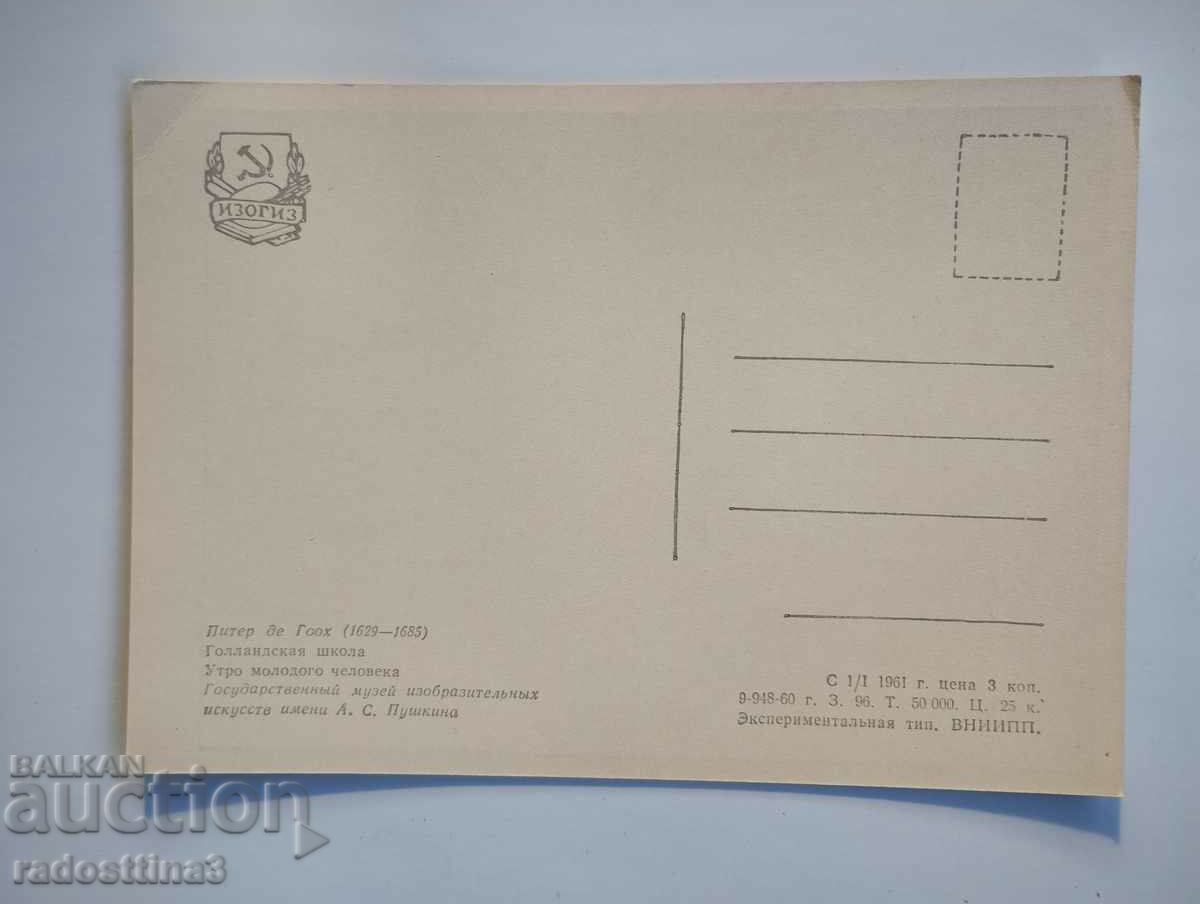 ИЗОГИЗ
Питер де Гоох (1629—1685)
Голландская школа
Утро молодого человека
Государственный музей изобразительных
искусств имени А. С. Пушкина
С 1/I 1961 г. цена 3 коп.
9-948-60 г. З. 96. Т. 50 000. Ц. 25 к.
Экспериментальная тип. ВНИИПП.
BALKAN
auction
radosttina3